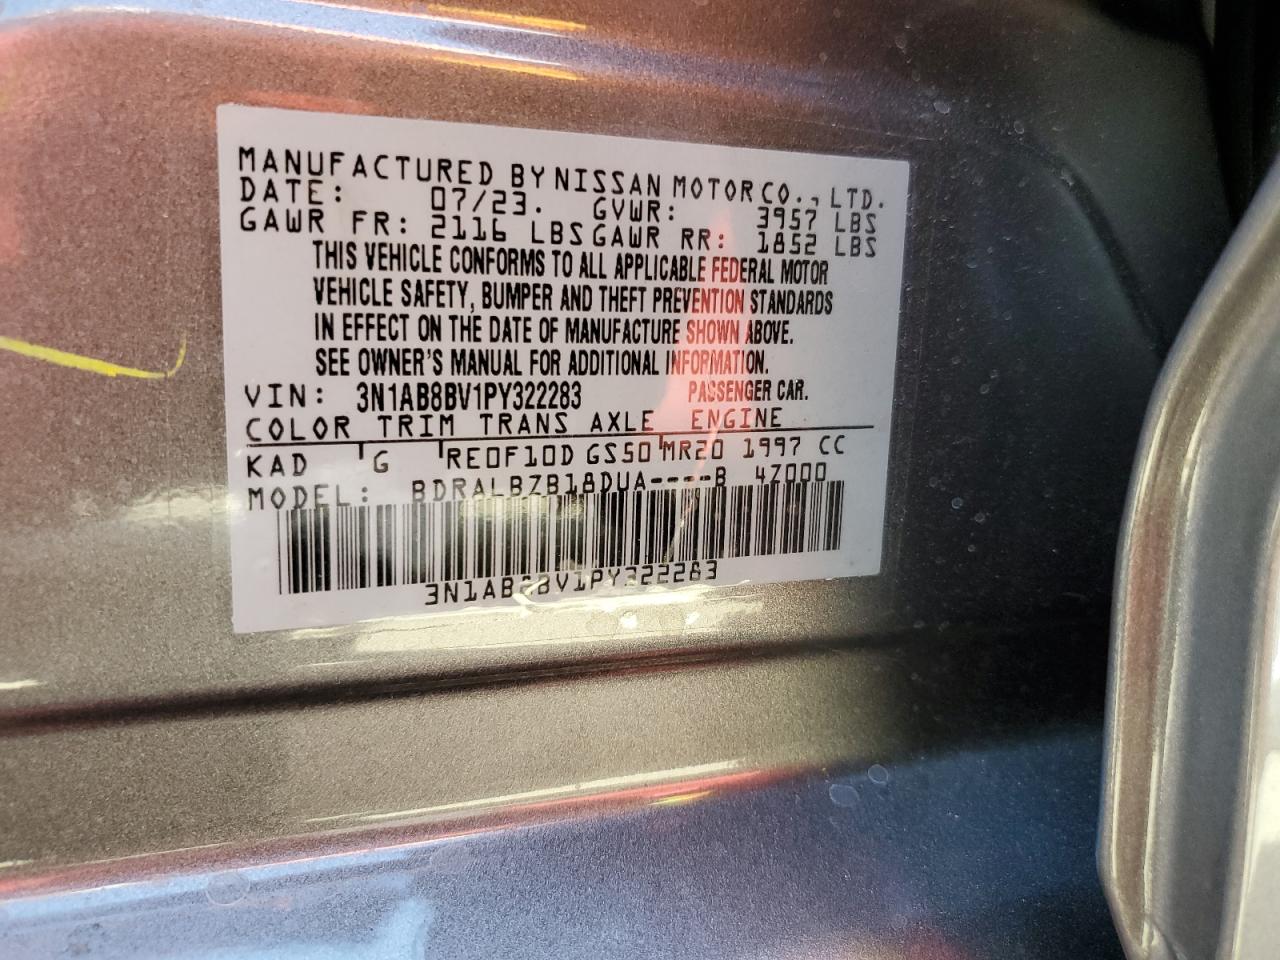 MANUFACTURED BY NISSAN MOTOR CO., LTD.
DATE: 07/23. GVWR: 3957 LBS
GAWR FR: 2116 LBS GAWR RR: 1852 LBS
THIS VEHICLE CONFORMS TO ALL APPLICABLE FEDERAL MOTOR
VEHICLE SAFETY, BUMPER AND THEFT PREVENTION STANDARDS
IN EFFECT ON THE DATE OF MANUFACTURE SHOWN ABOVE.
SEE OWNER'S MANUAL FOR ADDITIONAL INFORMATION.
VIN: 3N1AB8BV1PY322283 PASSENGER CAR.
COLOR TRIM TRANS AXLE ENGINE
KAD G RE0F10D GS50 MR20 1997 CC
MODEL: BDRALBZB18DUA----B 4Z000
3N1AB8BV1PY322283